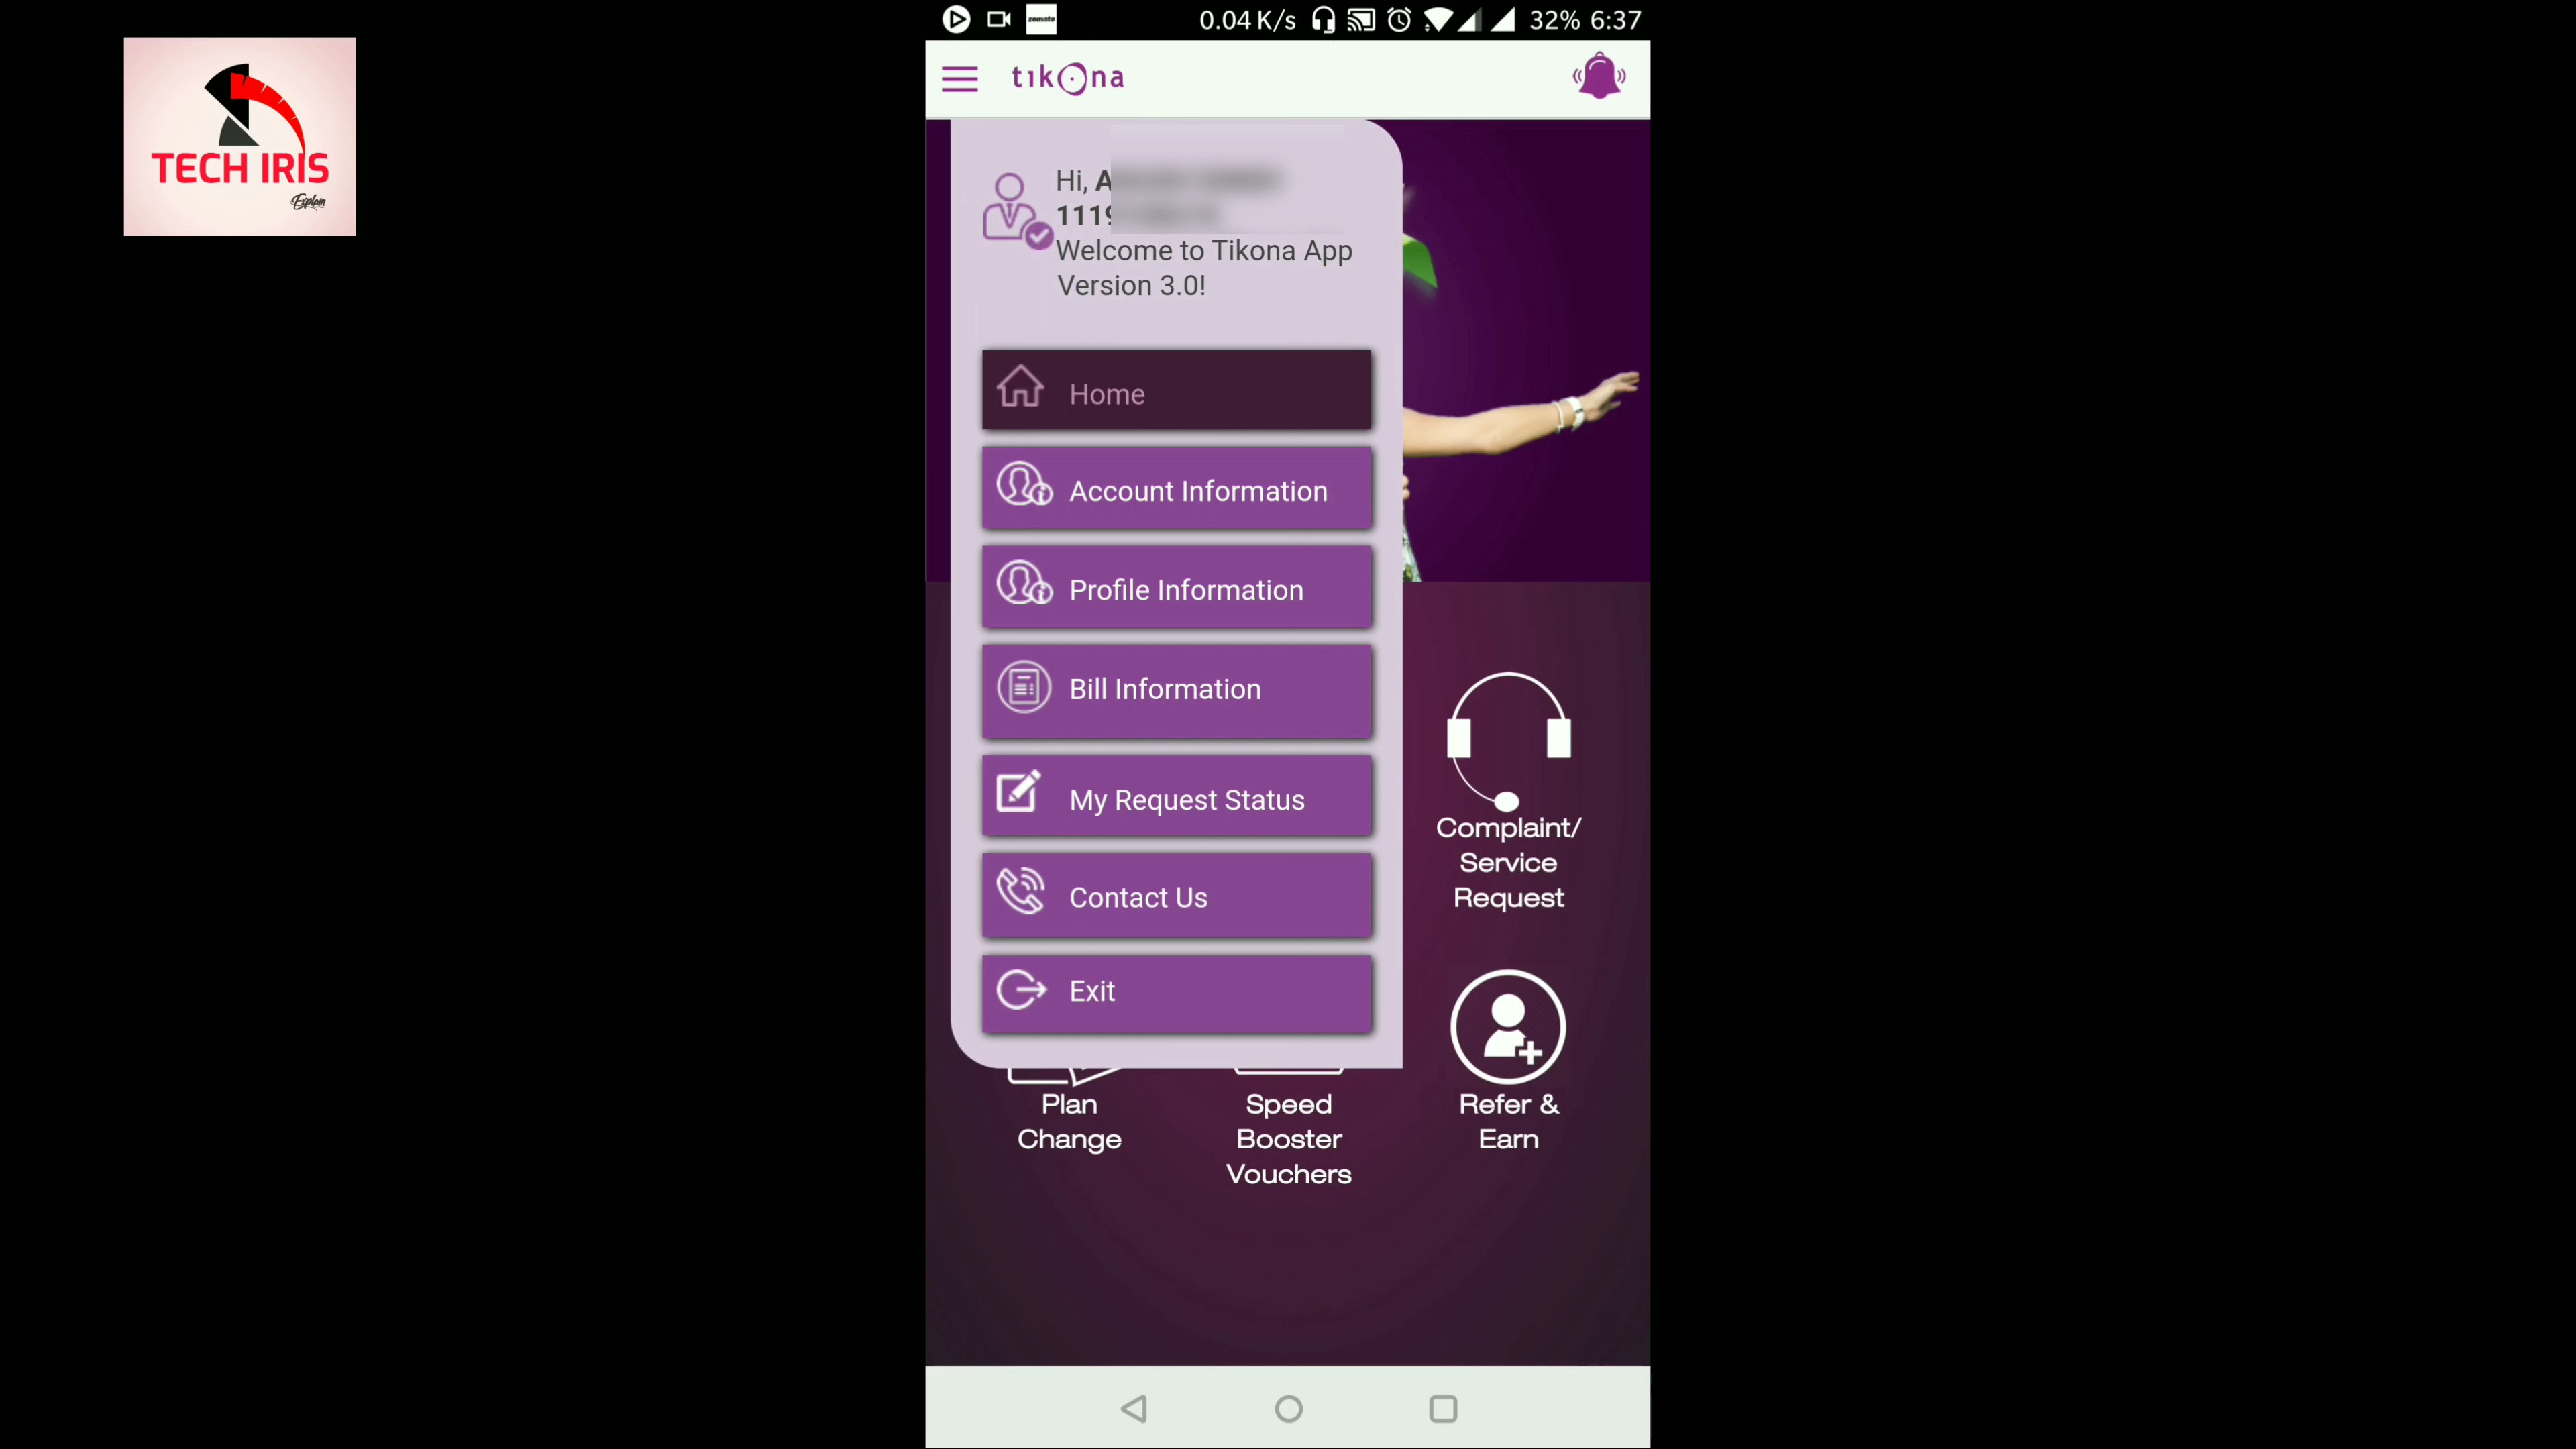 zomato
0.04 K/s
32% 6:37
TECH IRIS
Explain
tikona
Hi,
Welcome to Tikona App
Version 3.0!
Home
Account Information
Profile Information
Bill Information
My Request Status
Contact Us
Exit
Complaint/
Service
Request
Plan
Change
Speed
Booster
Vouchers
Refer &
Earn